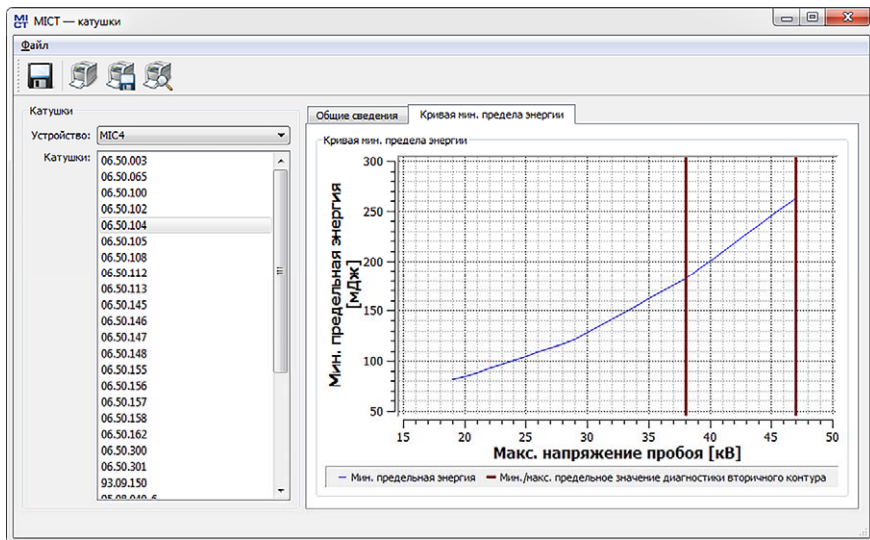 MICT MICT — катушки
Файл
Катушки
Устройство: MIC4
Катушки:
06.50.003
06.50.065
06.50.100
06.50.102
06.50.104
06.50.105
06.50.108
06.50.112
06.50.113
06.50.145
06.50.146
06.50.147
06.50.148
06.50.155
06.50.156
06.50.157
06.50.158
06.50.162
06.50.300
06.50.301
93.09.150
Общие сведения Кривая мин. предела энергии
Кривая мин. предела энергии
Мин. предельная энергия
[мДж]
300
250
200
150
100
50
15 20 25 30 35 40 45 50
Макс. напряжение пробоя [кВ]
Мин. предельная энергия Мин./макс. предельное значение диагностики вторичного контура